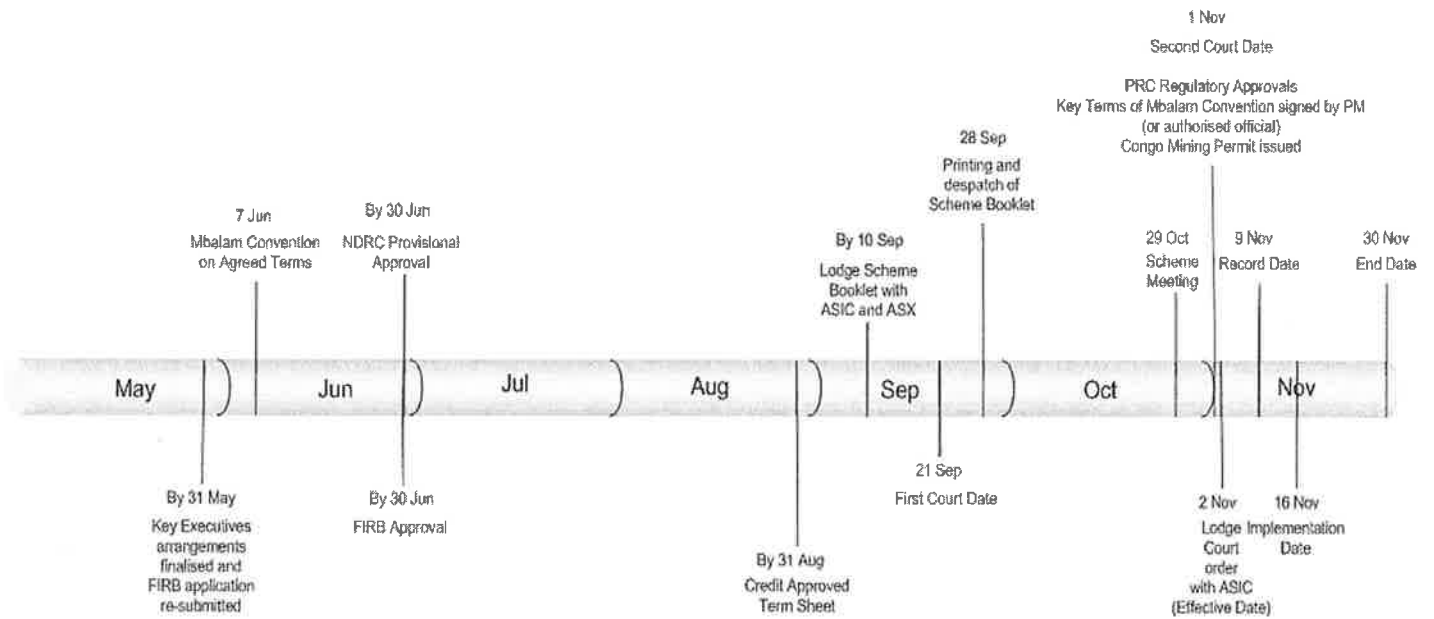 1 Nov
Second Court Date
PRC Regulatory Approvals
Key Terms of Mbalam Convention signed by PM
(or authorised official)
Congo Mining Permit issued
28 Sep
Printing and
despatch of
Scheme Booklet
7 Jun
Mbalam Convention
on Agreed Terms
By 30 Jun
NDRC Provisional
Approval
By 10 Sep
Lodge Scheme
Booklet with
ASIC and ASX
29 Oct
Scheme
Meeting
9 Nov
Record Date
30 Nov
End Date
May
Jun
Jul
Aug
Sep
Oct
Nov
By 31 May
Key Executives
arrangements
finalised and
FIRB application
re-submitted
By 30 Jun
FIRB Approval
By 31 Aug
Credit Approved
Term Sheet
21 Sep
First Court Date
2 Nov
Lodge
Court
order
with ASIC
(Effective Date)
16 Nov
Implementation
Date